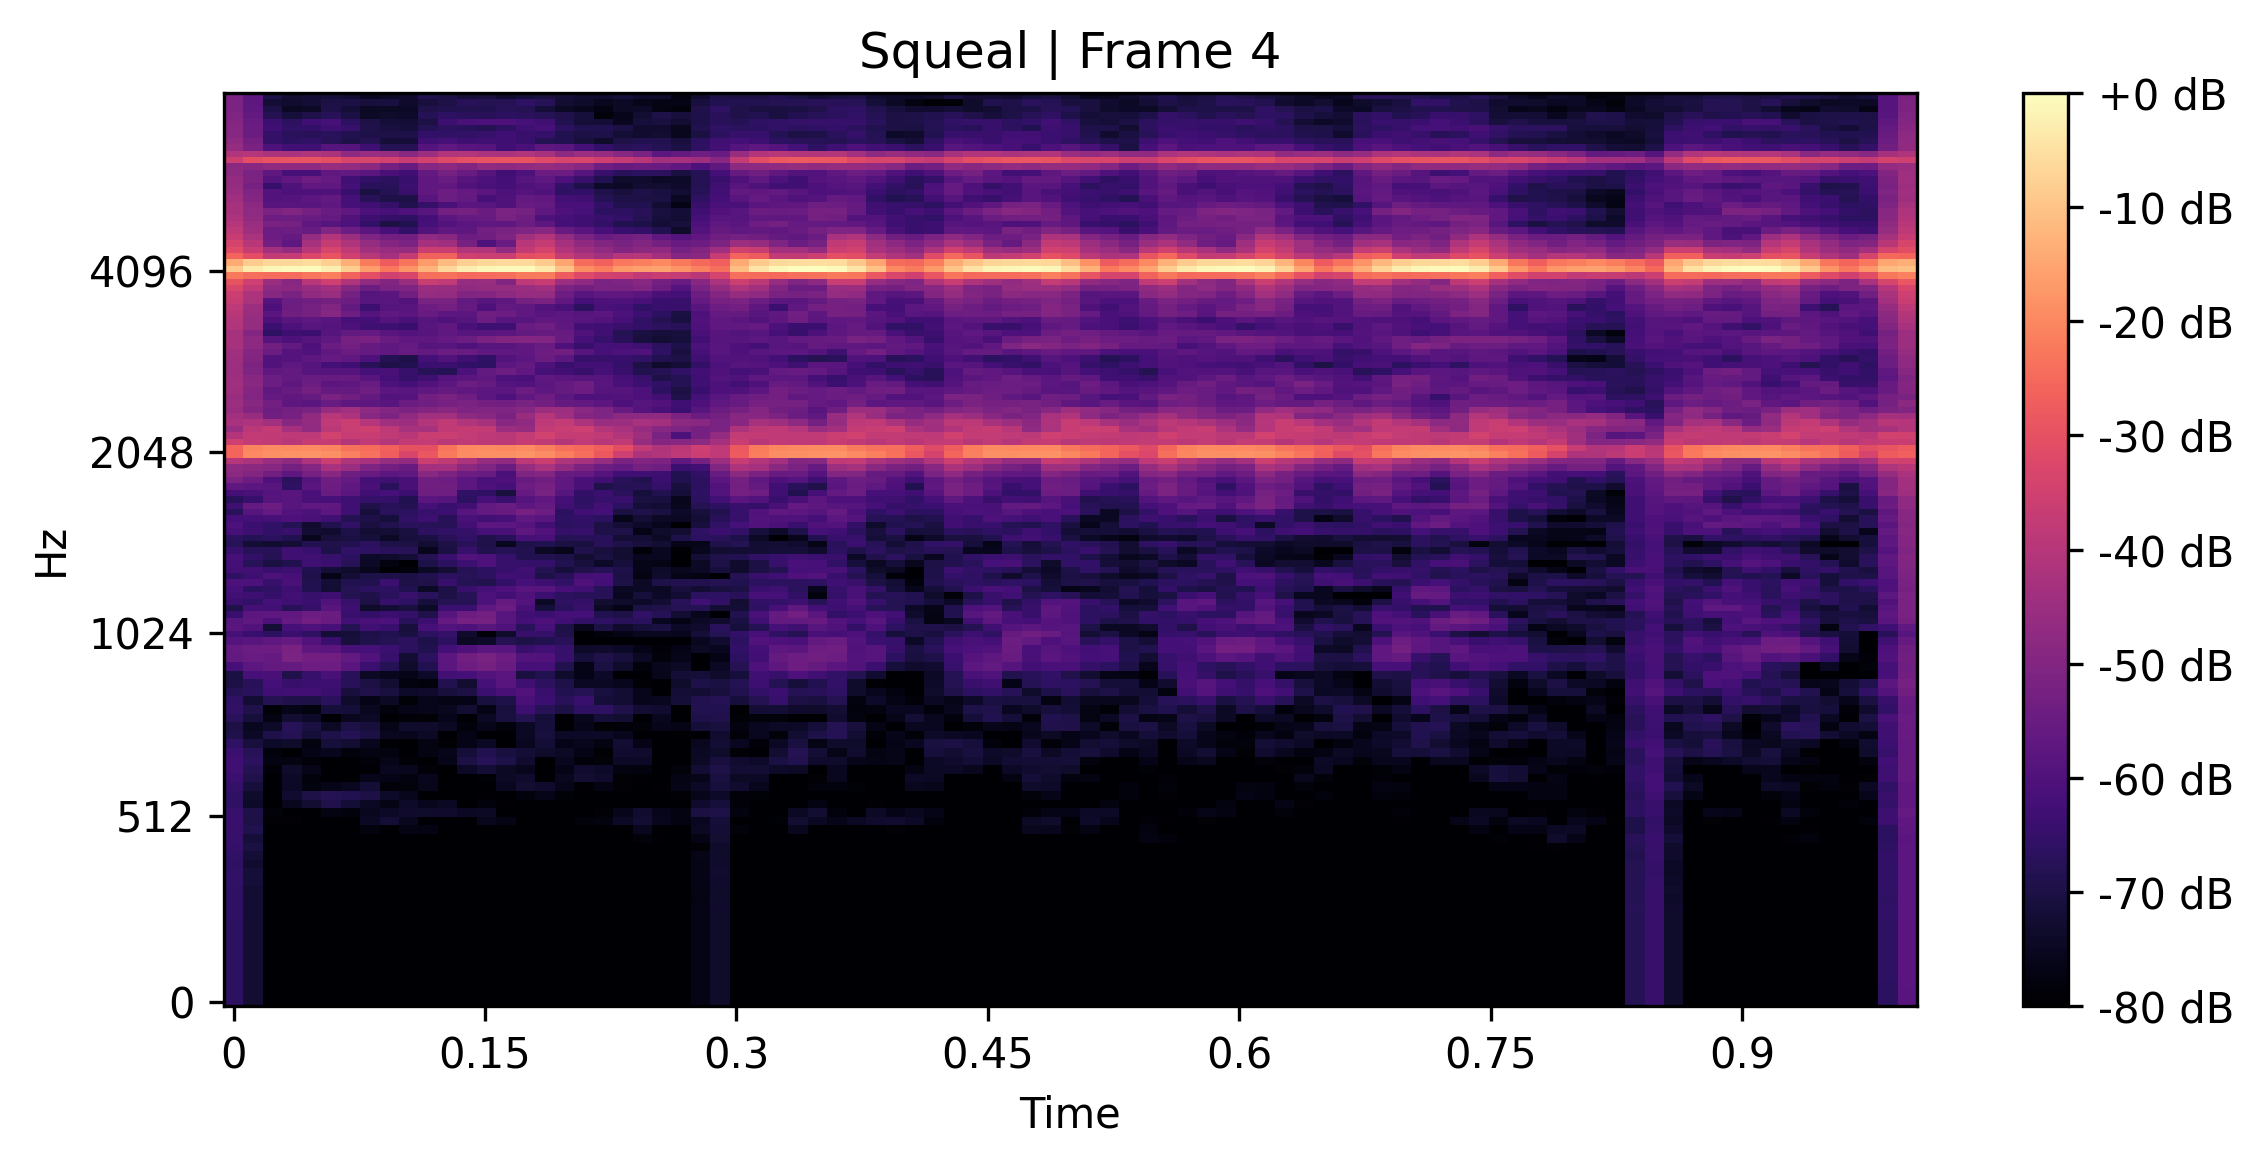 Squeal | Frame 4
+0 dB
-10 dB
-20 dB
-30 dB
-40 dB
-50 dB
-60 dB
-70 dB
-80 dB
Hz
4096
2048
1024
512
0
0 0.15 0.3 0.45 0.6 0.75 0.9
Time